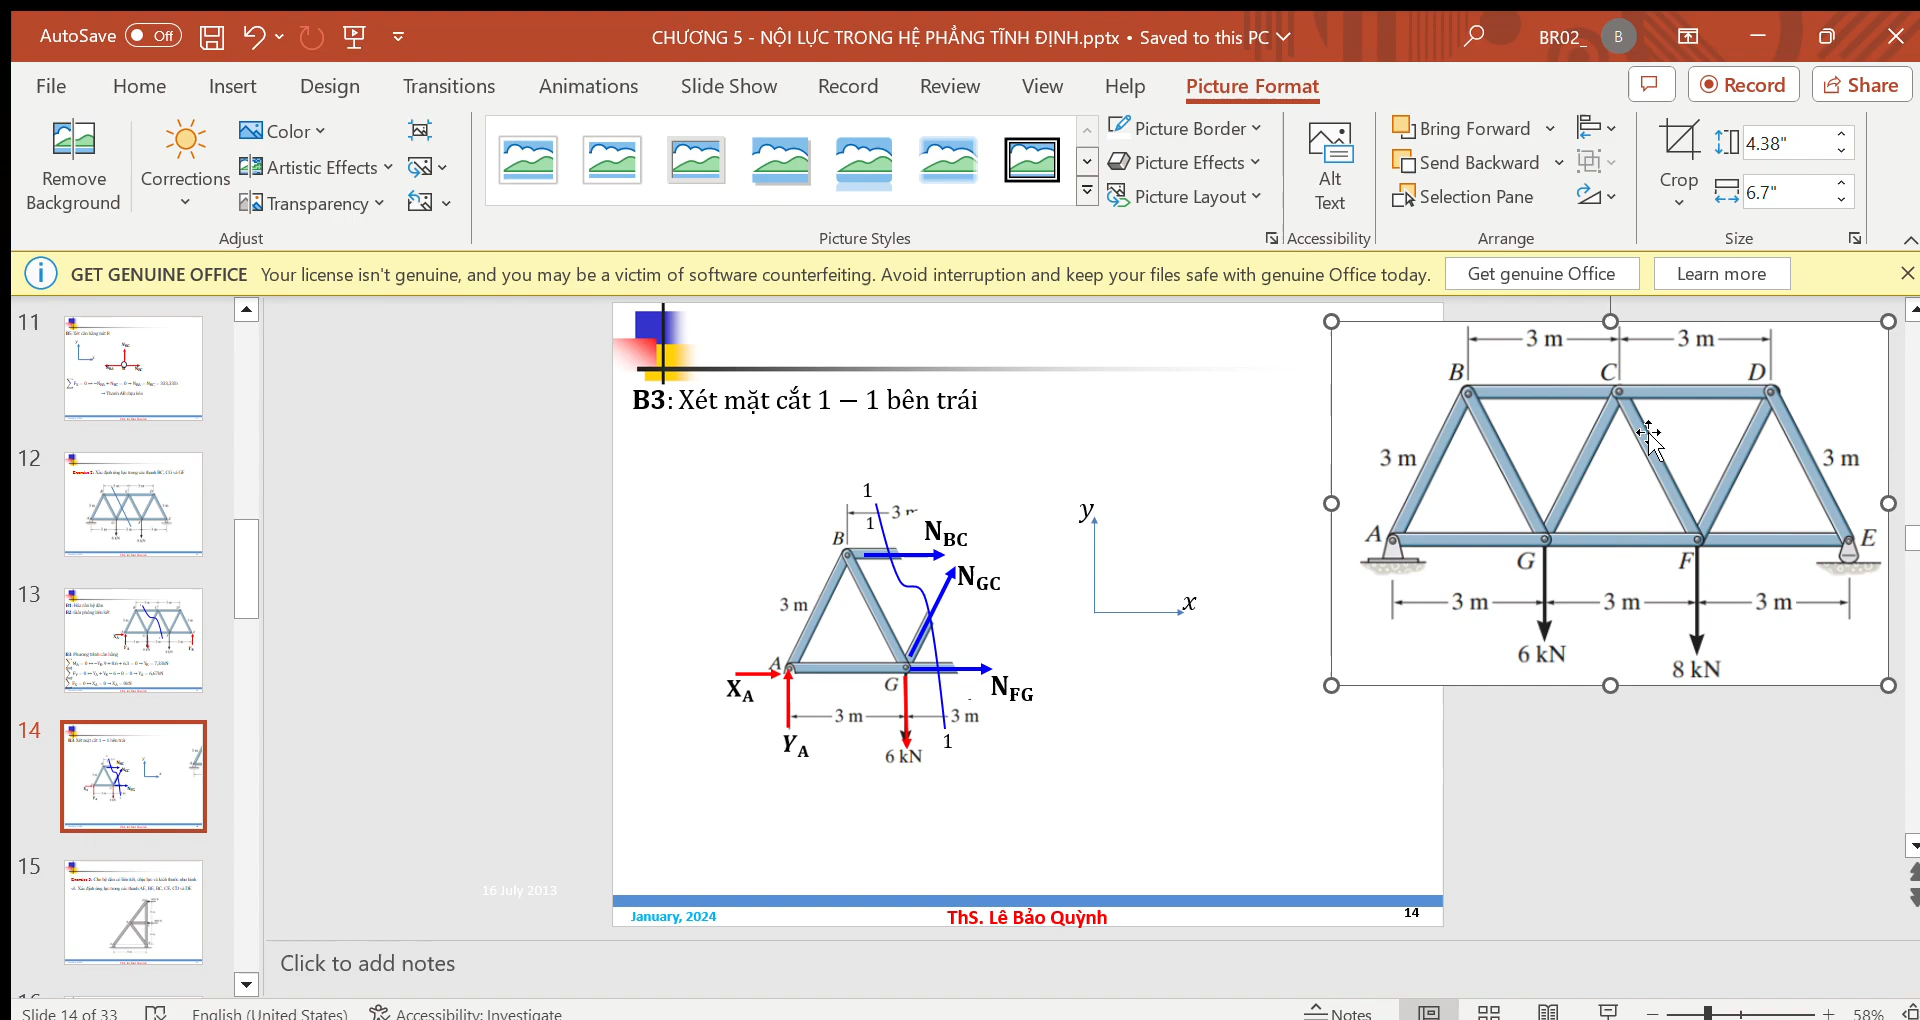 AutoSave Off
CHƯƠNG 5 - NỘI LỰC TRONG HỆ PHẲNG TĨNH ĐỊNH.pptx • Saved to this PC
BR02_ B
File Home Insert Design Transitions Animations Slide Show Record Review View Help Picture Format
Record Share
Remove Background
Corrections
Color
Artistic Effects
Transparency
Adjust
Picture Styles
Picture Border
Picture Effects
Picture Layout
Alt Text
Accessibility
Bring Forward
Send Backward
Selection Pane
Arrange
Crop
4.38"
6.7"
Size
GET GENUINE OFFICE Your license isn't genuine, and you may be a victim of software counterfeiting. Avoid interruption and keep your files safe with genuine Office today. Get genuine Office Learn more
11
12
13
14
15
16
B3: Xét mặt cắt 1 – 1 bên trái
1
3 m
1
B
N_BC
N_GC
3 m
A
X_A
G
N_FG
3 m
3 m
Y_A
6 kN
1
y
x
3 m 3 m
B C D
3 m 3 m
A G F E
3 m 3 m 3 m
6 kN
8 kN
16 July 2013
January, 2024
ThS. Lê Bảo Quỳnh
14
Click to add notes
Slide 14 of 33
English (United States)
Accessibility: Investigate
Notes
58%